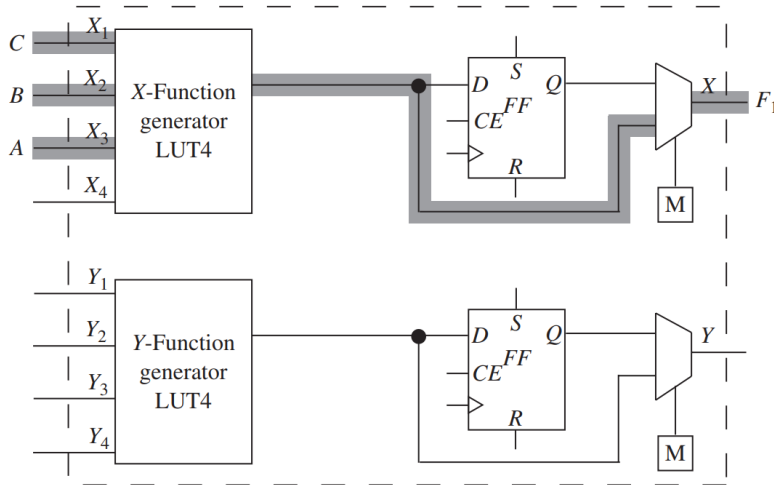 C X1
B X2
A X3
X4
X-Function
generator
LUT4
S
D Q
FF
CE
R
X F1
M
Y1
Y2
Y3
Y4
Y-Function
generator
LUT4
S
D Q
FF
CE
R
Y
M